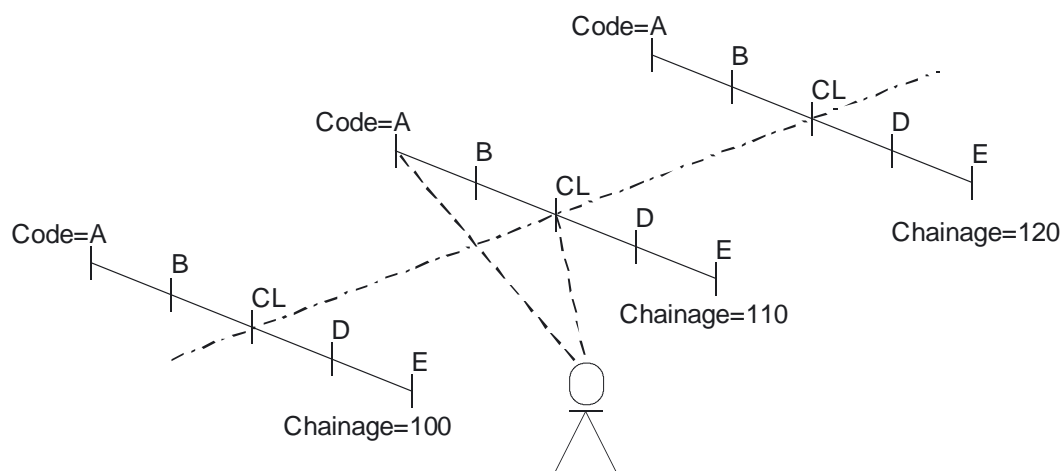 Code=A
B
CL
D
E
Chainage=120
Code=A
B
CL
D
E
Chainage=110
Code=A
B
CL
D
E
Chainage=100